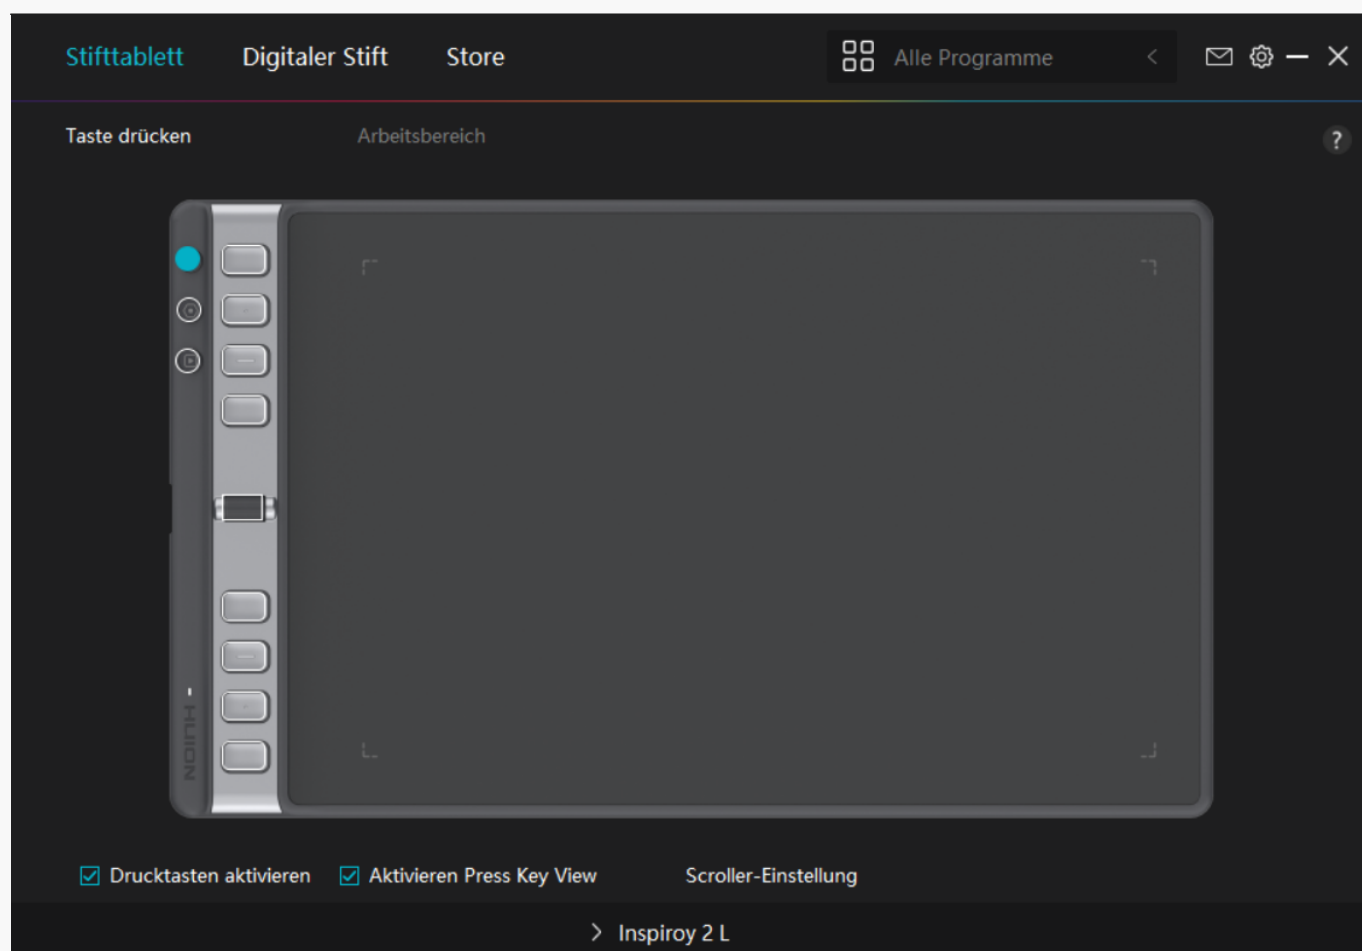 Stifttablett Digitaler Stift Store Alle Programme
Taste drücken Arbeitsbereich ?
HUION
Drucktasten aktivieren Aktivieren Press Key View Scroller-Einstellung
Inspiroy 2 L